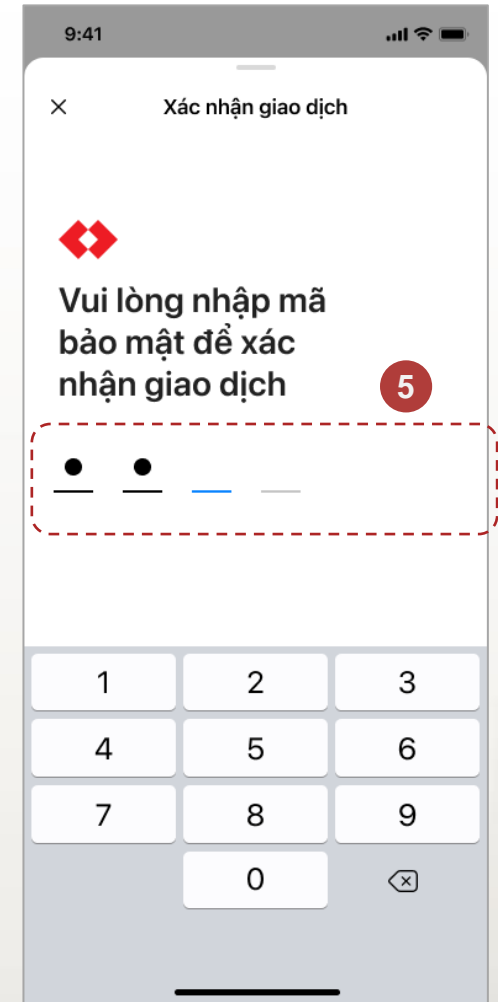 9:41
Xác nhận giao dịch
Vui lòng nhập mã
bảo mật để xác
nhận giao dịch
5
1 2 3
4 5 6
7 8 9
0